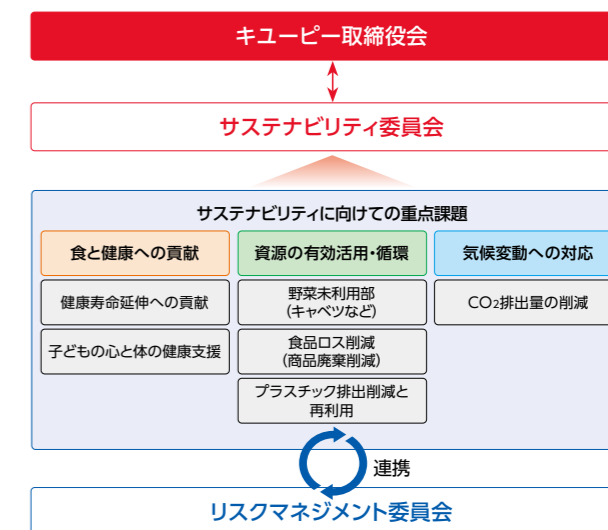 キユーピー取締役会
サステナビリティ委員会
サステナビリティに向けての重点課題
食と健康への貢献
健康寿命延伸への貢献
子どもの心と体の健康支援
資源の有効活用・循環
野菜未利用部
(キャベツなど)
食品ロス削減
(商品廃棄削減)
プラスチック排出削減と
再利用
気候変動への対応
CO2排出量の削減
連携
リスクマネジメント委員会